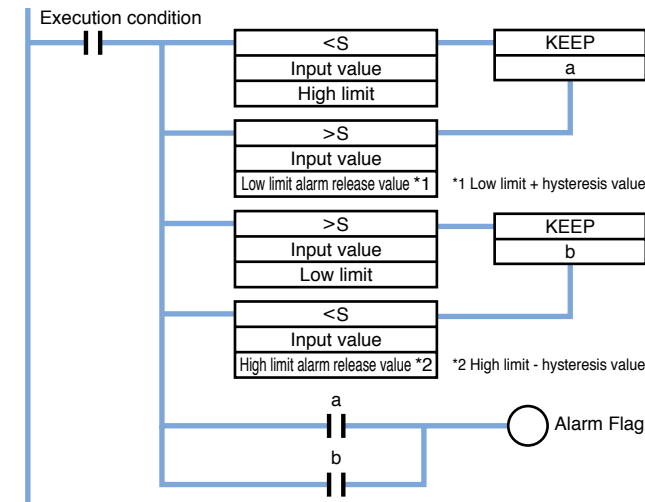 Execution condition
<S
KEEP
Input value
a
High limit
>S
Input value
Low limit alarm release value *1
*1 Low limit + hysteresis value
>S
KEEP
Input value
b
Low limit
<S
Input value
High limit alarm release value *2
*2 High limit - hysteresis value
a
Alarm Flag
b